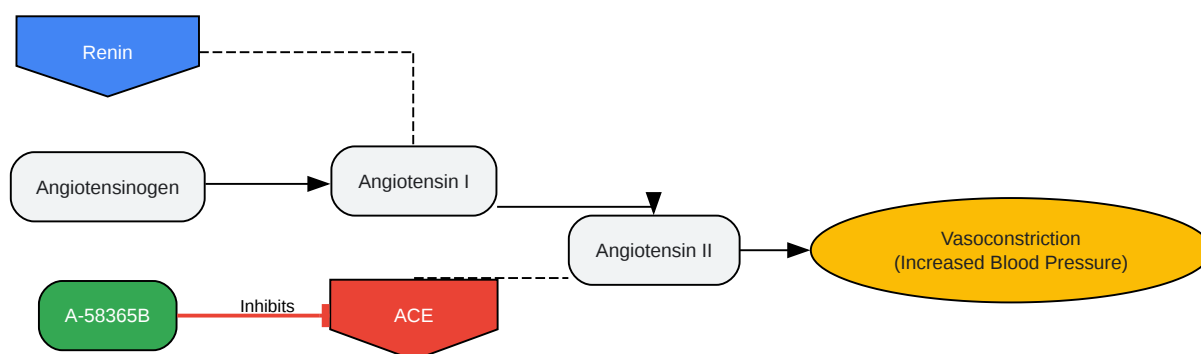 Renin
Angiotensinogen
Angiotensin I
Angiotensin II
Vasoconstriction
(Increased Blood Pressure)
A-58365B
Inhibits
ACE